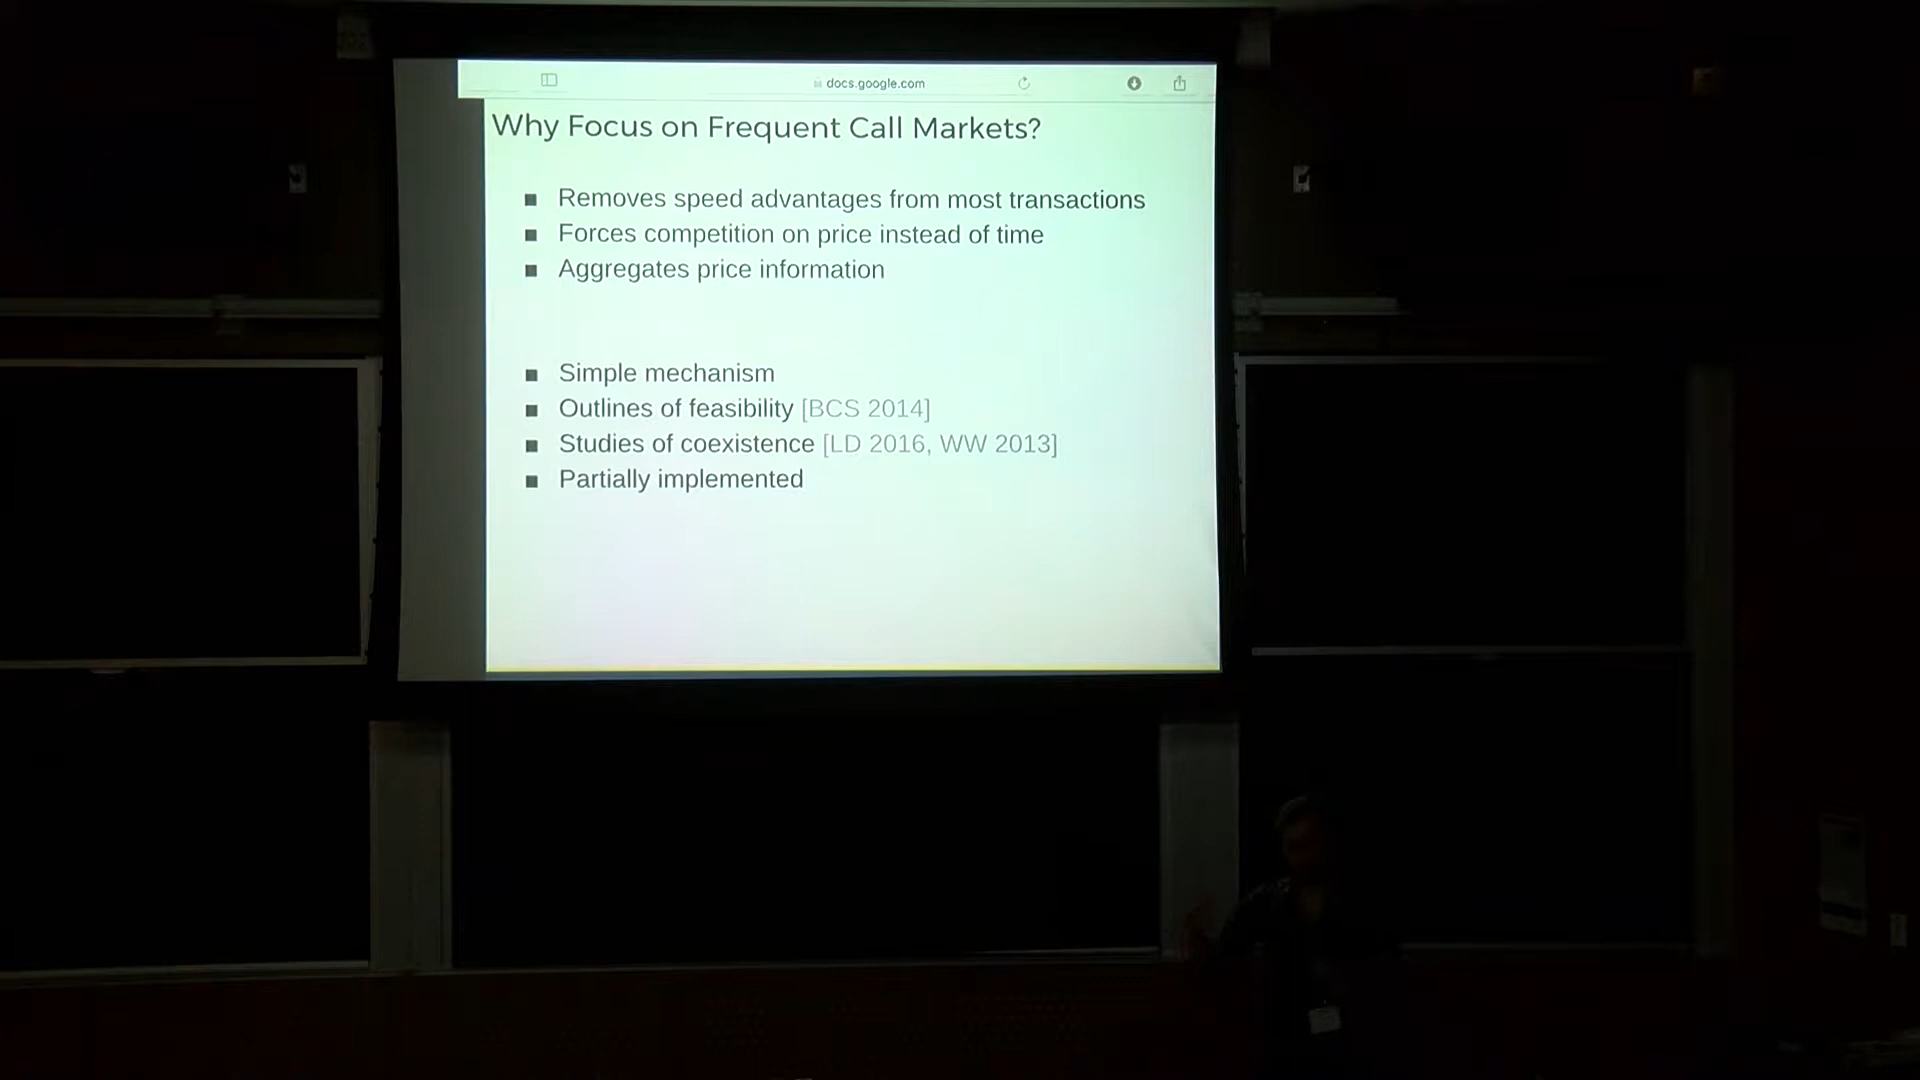 docs.google.com
Why Focus on Frequent Call Markets?
■ Removes speed advantages from most transactions
■ Forces competition on price instead of time
■ Aggregates price information
■ Simple mechanism
■ Outlines of feasibility [BCS 2014]
■ Studies of coexistence [LD 2016, WW 2013]
■ Partially implemented